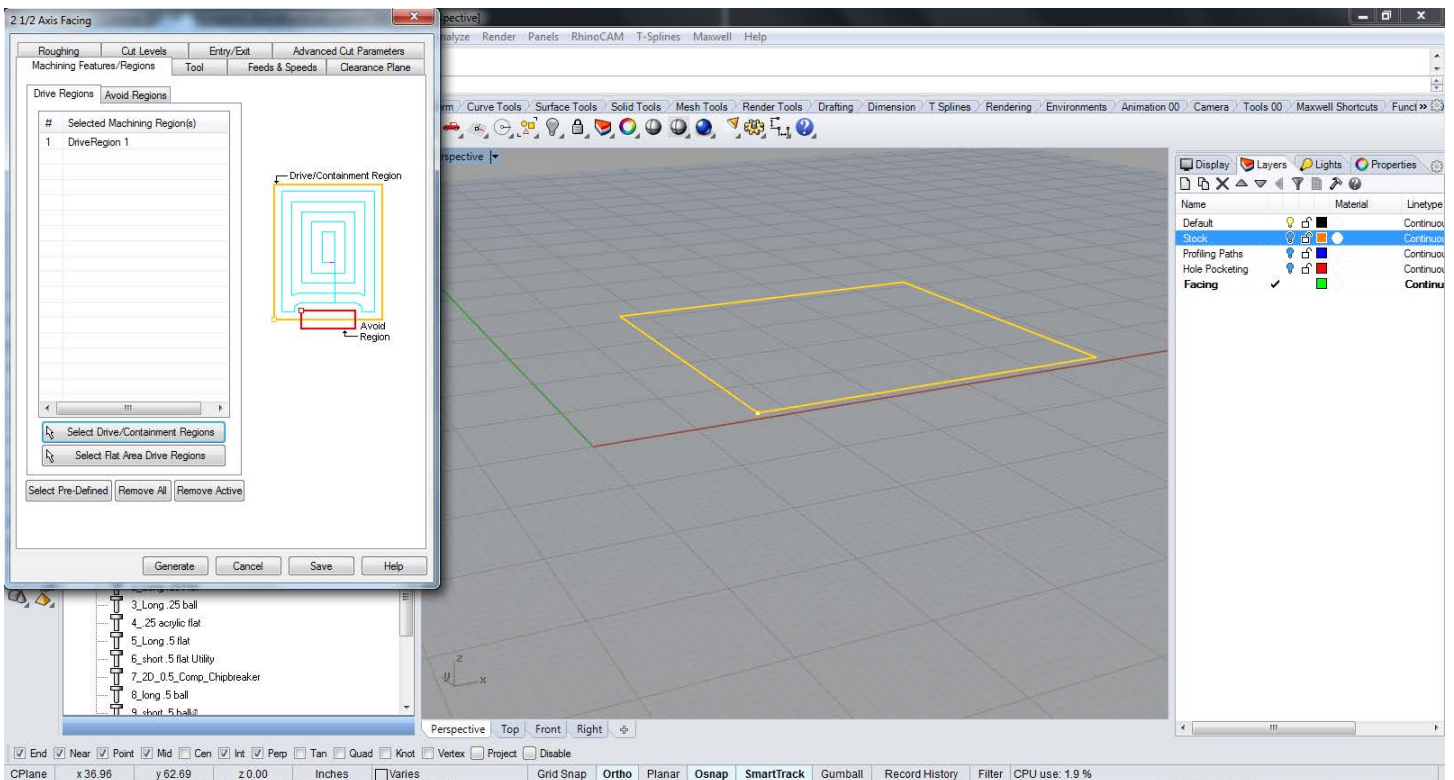 2 1/2 Axis Facing
Roughing Cut Levels Entry/Exit Advanced Cut Parameters
Machining Features/Regions Tool Feeds & Speeds Clearance Plane
Drive Regions Avoid Regions
# Selected Machining Region(s)
1 DriveRegion 1
Drive/Containment Region
Avoid
Region
Select Drive/Containment Regions
Select Flat Area Drive Regions
Select Pre-Defined Remove All Remove Active
Generate Cancel Save Help
3_Long .25 ball
4_.25 acrylic flat
5_Long .5 flat
6_short .5 flat Utility
7_2D_0.5_Comp_Chipbreaker
8_long .5 ball
9_short .5 ball
pective]
nalyze Render Panels RhinoCAM T-Splines Maxwell Help
rm Curve Tools Surface Tools Solid Tools Mesh Tools Render Tools Drafting Dimension T Splines Rendering Environments Animation 00 Camera Tools 00 Maxwell Shortcuts Funct »
rspective
z
y x
Perspective Top Front Right
Display Layers Lights Properties
Name Material Linetype
Default Continuou
Stock Continuou
Profiling Paths Continuou
Hole Pocketing Continuou
Facing Continu
End Near Point Mid Cen Int Perp Tan Quad Knot Vertex Project Disable
CPlane x 36.96 y 62.69 z 0.00 Inches Varies Grid Snap Ortho Planar Osnap SmartTrack Gumball Record History Filter CPU use: 1.9 %